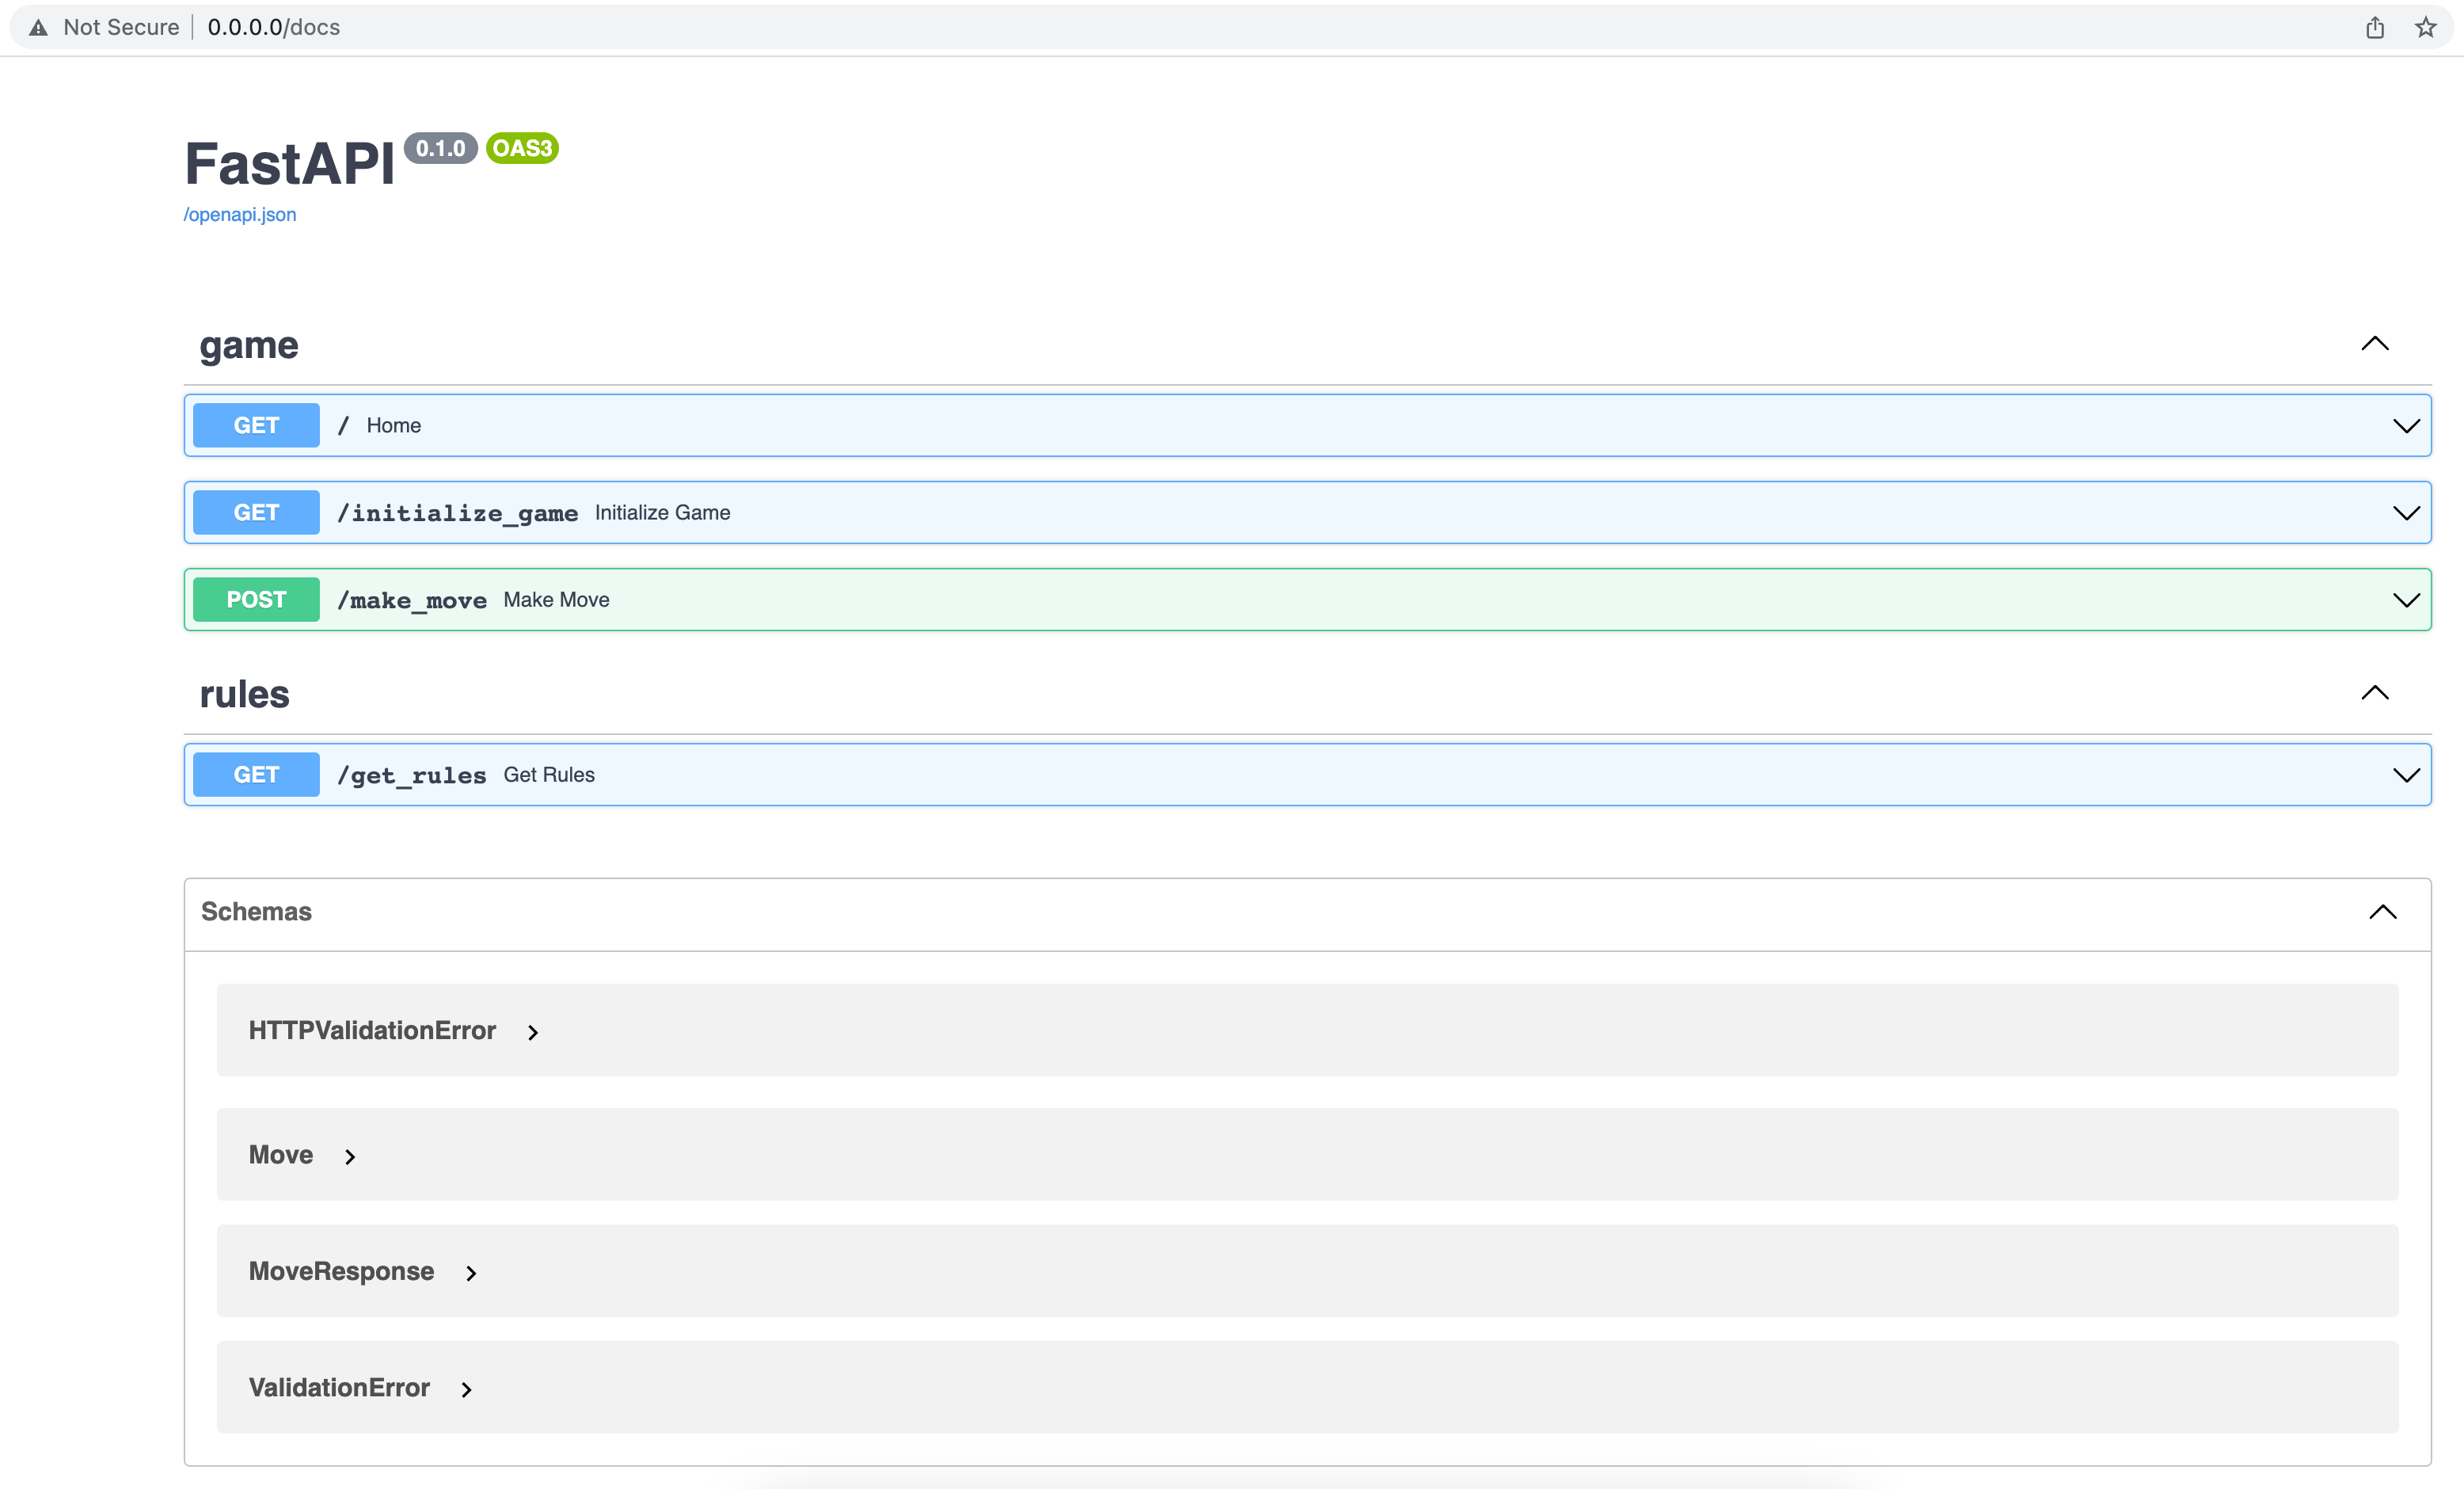 Not Secure 0.0.0.0/docs
FastAPI 0.1.0 OAS3
/openapi.json
game
GET / Home
GET /initialize_game Initialize Game
POST /make_move Make Move
rules
GET /get_rules Get Rules
Schemas
HTTPValidationError
Move
MoveResponse
ValidationError